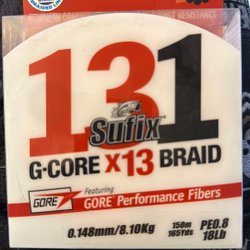 131
Sufix
G-CORE X13 BRAID
Featuring
GORE GORE Performance Fibers
0.148mm/8.10Kg
150m PE0.8
165Yds 18Lb